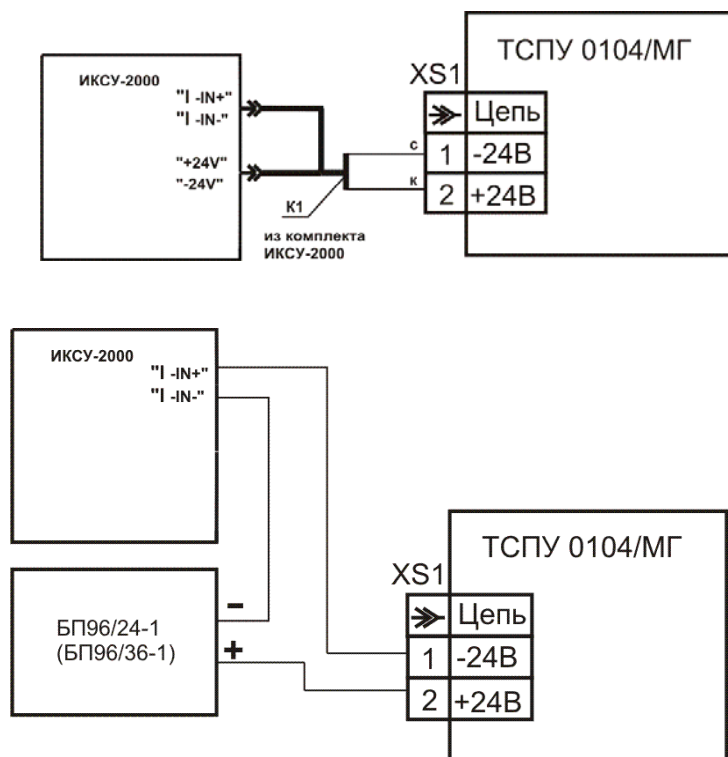 ТСПУ 0104/МГ
XS1
ИКСУ-2000
"I -IN+"
"I -IN-"
"+24V"
"-24V"
Цепь
с
1 -24В
к
2 +24В
К1
из комплекта
ИКСУ-2000
ИКСУ-2000
"I -IN+"
"I -IN-"
ТСПУ 0104/МГ
XS1
Цепь
1 -24В
2 +24В
БП96/24-1
(БП96/36-1)
-
+